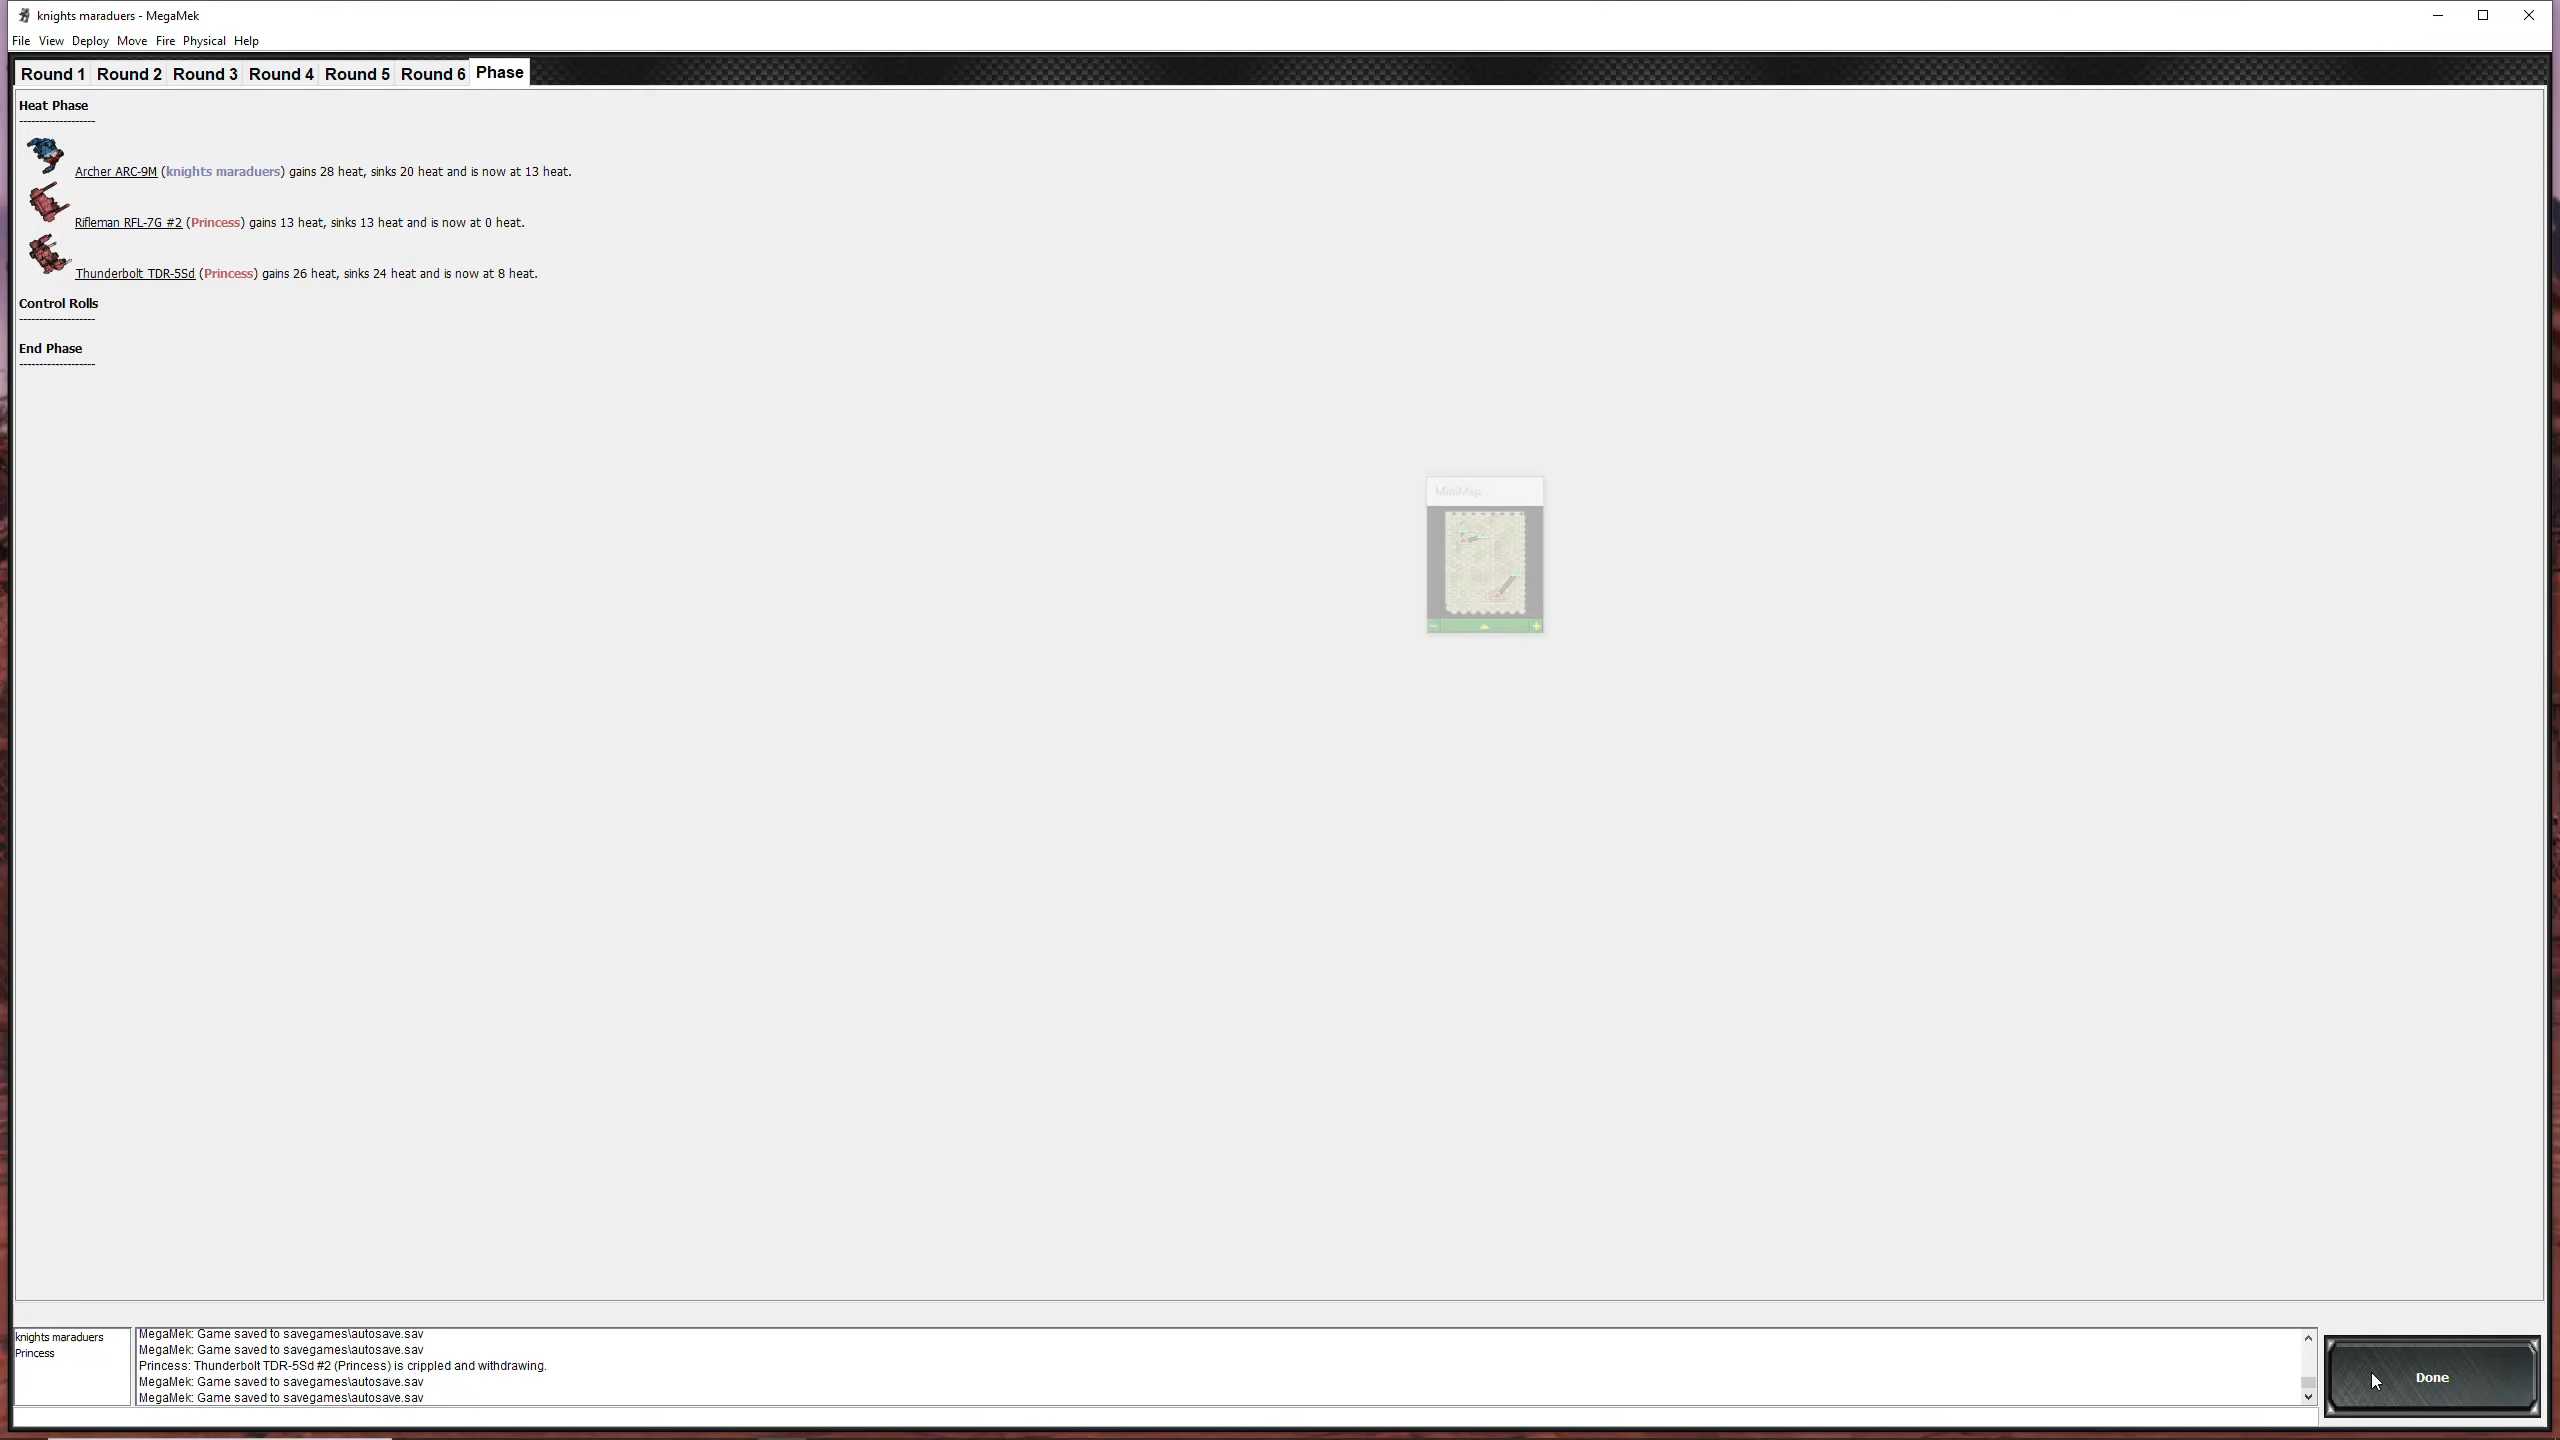 knights maraduers - MegaMek
File View Deploy Move Fire Physical Help
Round 1 Round 2 Round 3 Round 4 Round 5 Round 6 Phase
Heat Phase
-------------------
Archer ARC-9M (knights maraduers) gains 28 heat, sinks 20 heat and is now at 13 heat.
Rifleman RFL-7G #2 (Princess) gains 13 heat, sinks 13 heat and is now at 0 heat.
Thunderbolt TDR-5Sd (Princess) gains 26 heat, sinks 24 heat and is now at 8 heat.
Control Rolls
-------------------
End Phase
-------------------
MiniMap
knights maraduers
Princess
MegaMek: Game saved to savegames\autosave.sav
MegaMek: Game saved to savegames\autosave.sav
Princess: Thunderbolt TDR-5Sd #2 (Princess) is crippled and withdrawing.
MegaMek: Game saved to savegames\autosave.sav
MegaMek: Game saved to savegames\autosave.sav
Done